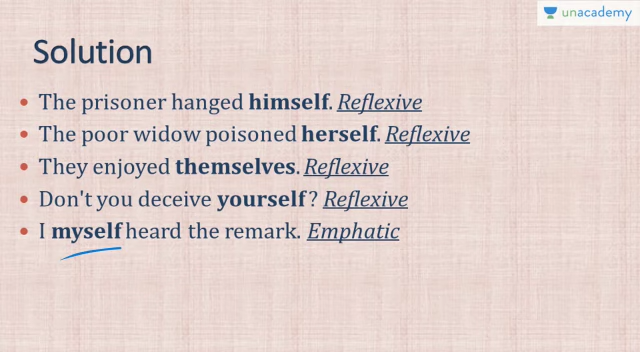 unacademy
Solution
• The prisoner hanged himself. Reflexive
• The poor widow poisoned herself. Reflexive
• They enjoyed themselves. Reflexive
• Don't you deceive yourself? Reflexive
• I myself heard the remark. Emphatic